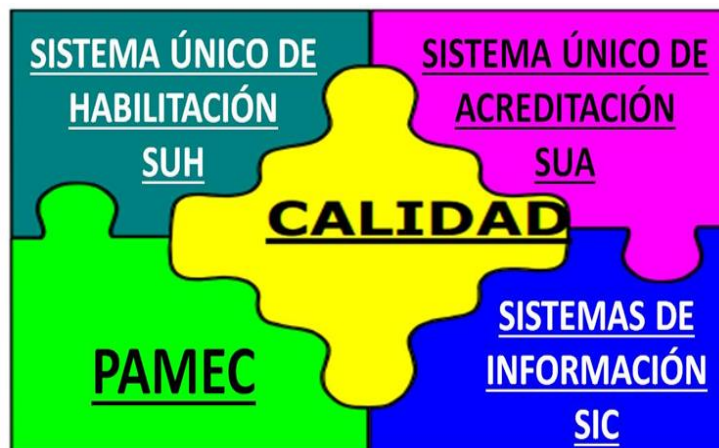 SISTEMA ÚNICO DE
HABILITACIÓN
SUH
SISTEMA ÚNICO DE
ACREDITACIÓN
SUA
CALIDAD
PAMEC
SISTEMAS DE
INFORMACIÓN
SIC